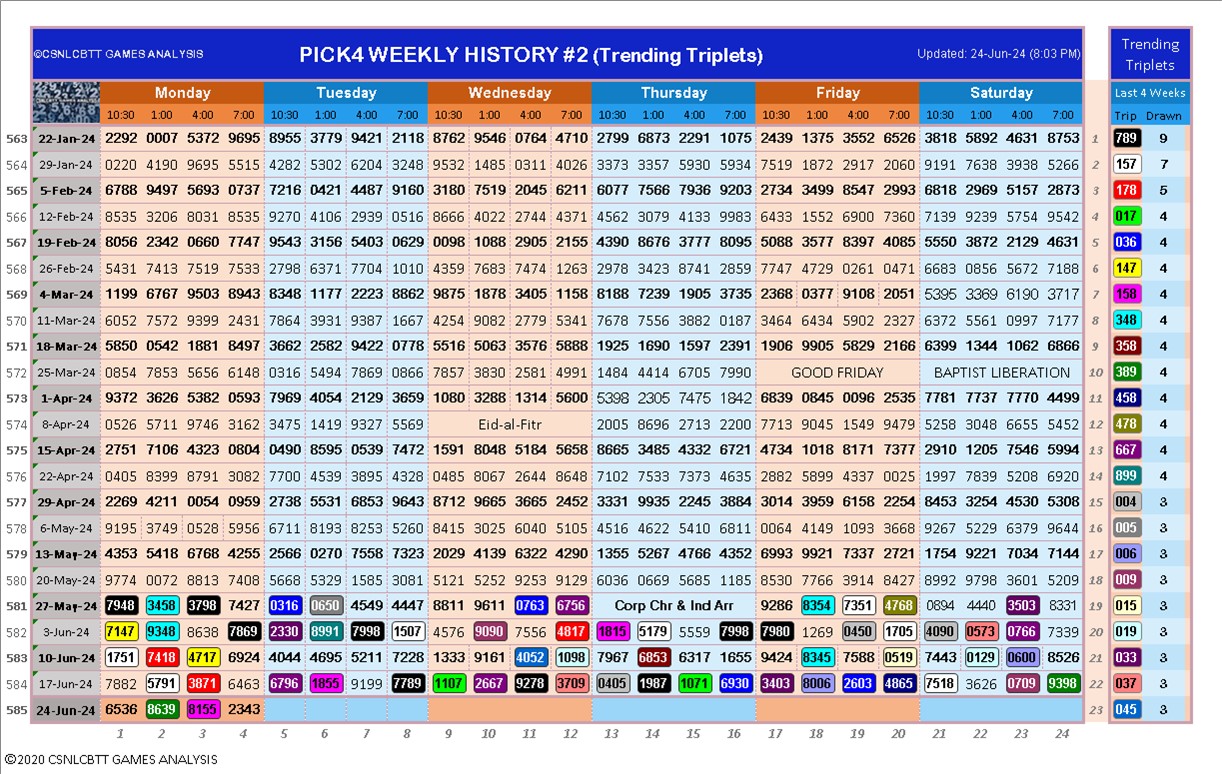 ©CSNLCBTT GAMES ANALYSIS PICK4 WEEKLY HISTORY #2 (Trending Triplets) Updated: 24-Jun-24 (8:03 PM) Trending Triplets
Monday Tuesday Wednesday Thursday Friday Saturday Last 4 Weeks
10:30 1:00 4:00 7:00 10:30 1:00 4:00 7:00 10:30 1:00 4:00 7:00 10:30 1:00 4:00 7:00 10:30 1:00 4:00 7:00 10:30 1:00 4:00 7:00 Trip Drawn
563 22-Jan-24 2292 0007 5372 9695 8955 3779 9421 2118 8762 9546 0764 4710 2799 6873 2291 1075 2439 1375 3552 6526 3818 5892 4631 8753 1 789 9
564 29-Jan-24 0220 4190 9695 5515 4282 5302 6204 3248 9532 1485 0311 4026 3373 3357 5930 5934 7519 1872 2917 2060 9191 7638 3938 5266 2 157 7
565 5-Feb-24 6788 9497 5693 0737 7216 0421 4487 9160 3180 7519 2045 6211 6077 7566 7936 9203 2734 3499 8547 2993 6818 2969 5157 2873 3 178 5
566 12-Feb-24 8535 3206 8031 8535 9270 4106 2939 0516 8666 4022 2744 4371 4562 3079 4133 9983 6433 1552 6900 7360 7139 9239 5754 9542 4 017 4
567 19-Feb-24 8056 2342 0660 7747 9543 3156 5403 0629 0098 1088 2905 2155 4390 8676 3777 8095 5088 3577 8397 4085 5550 3872 2129 4631 5 036 4
568 26-Feb-24 5431 7413 7519 7533 2798 6371 7704 1010 4359 7683 7474 1263 2978 3423 8741 2859 7747 4729 0261 0471 6683 0856 5672 7188 6 147 4
569 4-Mar-24 1199 6767 9503 8943 8348 1177 2223 8862 9875 1878 3405 1158 8188 7239 1905 3735 2368 0377 9108 2051 5395 3369 6190 3717 7 158 4
570 11-Mar-24 6052 7572 9399 2431 7864 3931 9387 1667 4254 9082 2779 5341 7678 7556 3882 0187 3464 6434 5902 2327 6372 5561 0997 7177 8 348 4
571 18-Mar-24 5850 0542 1881 8497 3662 2582 9422 0778 5516 5063 3576 5888 1925 1690 1597 2391 1906 9905 5829 2166 6399 1344 1062 6866 9 358 4
572 25-Mar-24 0854 7853 5656 6148 0316 5494 7869 0866 7857 3830 2581 4991 1484 4414 6705 7990 GOOD FRIDAY BAPTIST LIBERATION 10 389 4
573 1-Apr-24 9372 3626 5382 0593 7969 4054 2129 3659 1080 3288 1314 5600 5398 2305 7475 1842 6839 0845 0096 2535 7781 7737 7770 4499 11 458 4
574 8-Apr-24 0526 5711 9746 3162 3475 1419 9327 5569 Eid-al-Fitr 2005 8696 2713 2200 7713 9045 1549 9479 5258 3048 6655 5452 12 478 4
575 15-Apr-24 2751 7106 4323 0804 0490 8595 0539 7472 1591 8048 5184 5658 8665 3485 4332 6721 4734 1018 8171 7377 2910 1205 7546 5994 13 667 4
576 22-Apr-24 0405 8399 8791 3082 7700 4539 3895 4328 0485 8067 2644 8648 7102 7533 7373 4135 2882 5899 4337 0025 1997 7839 5208 6920 14 899 4
577 29-Apr-24 2269 4211 0054 0959 2738 5531 6853 9643 8712 9665 3665 2452 3331 9935 2245 3834 3014 3959 6158 2254 8453 3254 4530 5308 15 004 3
578 6-May-24 9195 3749 0528 5956 6711 8193 8253 5260 8415 3025 6040 5105 4516 4622 5410 6811 0064 4149 1093 3668 9267 5229 6379 9644 16 005 3
579 13-May-24 4353 5418 6768 4255 2566 0270 7558 7323 2029 4139 6322 4290 1355 5267 4766 4352 6993 9921 7337 2721 1754 9221 7034 7144 17 006 3
580 20-May-24 9774 0072 8813 7408 5668 5329 1585 3081 5121 5252 9253 9129 6036 0669 5685 1185 8530 7766 3914 8427 8992 9798 3601 5209 18 009 3
581 27-May-24 7948 3458 3798 7427 0316 0650 4549 4447 8811 9611 0763 6756 Corp Chr & Ind Arr 9286 8354 7351 4768 0894 4440 3503 8331 19 015 3
582 3-Jun-24 7147 9348 8638 7869 2330 8991 7998 1507 4576 9090 7556 4817 1815 5179 5559 7998 7980 1269 0450 1705 4090 0573 0766 7339 20 019 3
583 10-Jun-24 1751 7418 4717 6924 4044 4695 5211 7228 1333 9161 4052 1098 7967 6853 6317 1655 9424 8345 7588 0519 7443 0129 0600 8526 21 033 3
584 17-Jun-24 7882 5791 3871 6463 6796 1855 9199 7789 1107 2667 9278 3709 0405 1987 1071 6930 3403 8006 2603 4865 7518 3626 0709 9398 22 037 3
585 24-Jun-24 6536 8639 8155 2343 23 045 3
1 2 3 4 5 6 7 8 9 10 11 12 13 14 15 16 17 18 19 20 21 22 23 24
©2020 CSNLCBTT GAMES ANALYSIS